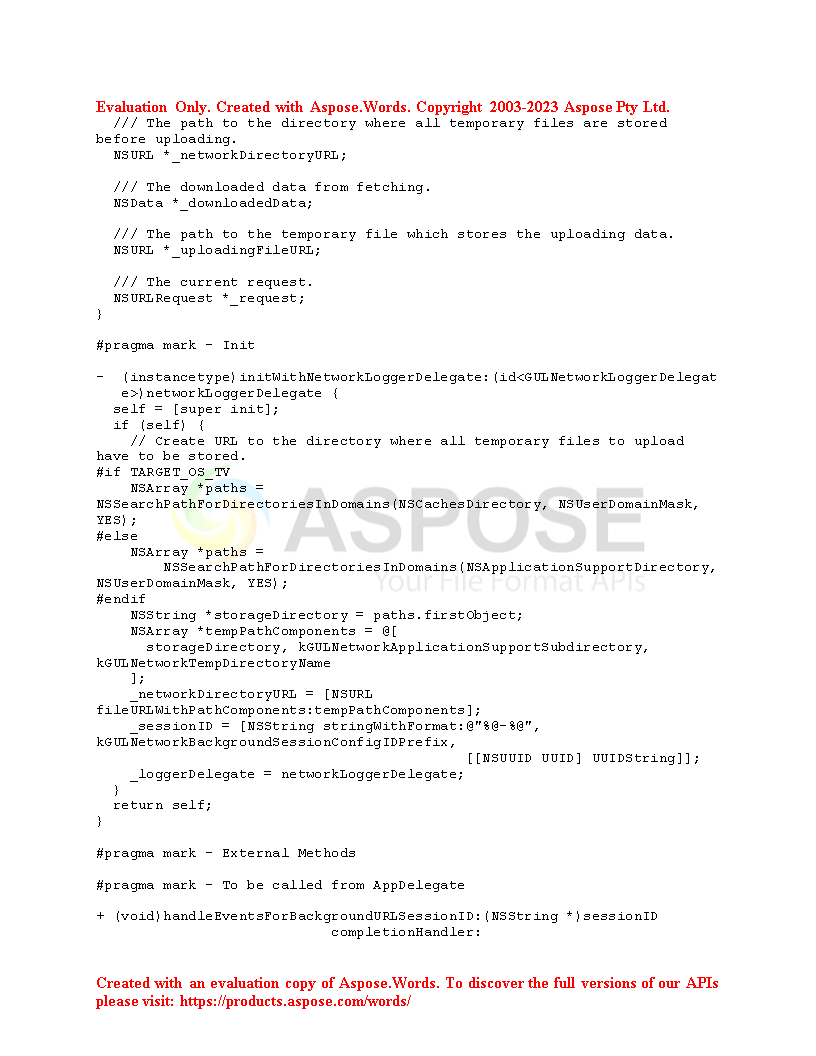 Evaluation Only. Created with Aspose.Words. Copyright 2003-2023 Aspose Pty Ltd.
/// The path to the directory where all temporary files are stored
before uploading.
NSURL *_networkDirectoryURL;
/// The downloaded data from fetching.
NSData *_downloadedData;
/// The path to the temporary file which stores the uploading data.
NSURL *_uploadingFileURL;
/// The current request.
NSURLRequest *_request;
}
#pragma mark - Init
- (instancetype)initWithNetworkLoggerDelegate:(id<GULNetworkLoggerDelegat
e>)networkLoggerDelegate {
self = [super init];
if (self) {
// Create URL to the directory where all temporary files to upload
have to be stored.
#if TARGET_OS_TV
NSArray *paths =
NSSearchPathForDirectoriesInDomains(NSCachesDirectory, NSUserDomainMask,
YES);
#else
NSArray *paths =
NSSearchPathForDirectoriesInDomains(NSApplicationSupportDirectory,
NSUserDomainMask, YES);
#endif
NSString *storageDirectory = paths.firstObject;
NSArray *tempPathComponents = @[
storageDirectory, kGULNetworkApplicationSupportSubdirectory,
kGULNetworkTempDirectoryName
];
_networkDirectoryURL = [NSURL
fileURLWithPathComponents:tempPathComponents];
_sessionID = [NSString stringWithFormat:@"%@-%@",
kGULNetworkBackgroundSessionConfigIDPrefix,
[[NSUUID UUID] UUIDString]];
_loggerDelegate = networkLoggerDelegate;
}
return self;
}
#pragma mark - External Methods
#pragma mark - To be called from AppDelegate
+ (void)handleEventsForBackgroundURLSessionID:(NSString *)sessionID
completionHandler:
ASPOSE
Your File Format APIs
Created with an evaluation copy of Aspose.Words. To discover the full versions of our APIs
please visit: https://products.aspose.com/words/